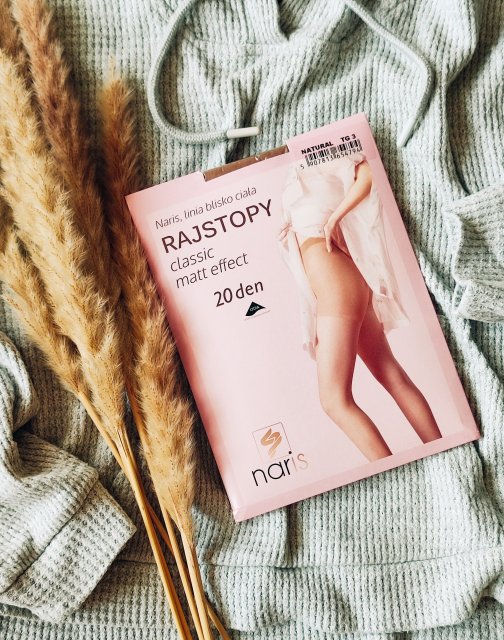 NATURAL TG 3
Naris, linia blisko ciała
RAJSTOPY
classic
matt effect
20 den
naris